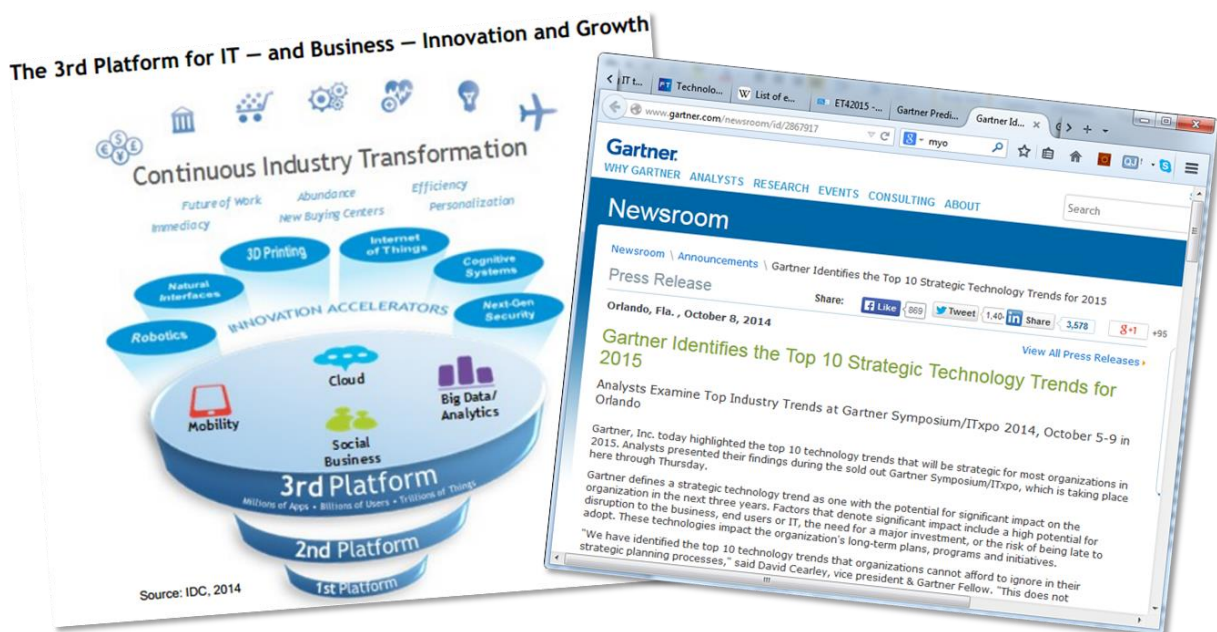 The 3rd Platform for IT — and Business — Innovation and Growth
Continuous Industry Transformation
Future of Work
Abundance
Efficiency
Immediacy
New Buying Centers
Personalization
3D Printing
Internet
of Things
Natural
Interfaces
Cognitive
Systems
INNOVATION ACCELERATORS
Robotics
Next-Gen
Security
Cloud
Mobility
Big Data/
Analytics
Social
Business
3rd Platform
Millions of Apps • Billions of Users • Trillions of Things
2nd Platform
1st Platform
Source: IDC, 2014
IT t...
Technolo...
List of e...
ET42015 -...
Gartner Predi...
Gartner Id...
www.gartner.com/newsroom/id/2867917
myo
Gartner.
WHY GARTNER ANALYSTS RESEARCH EVENTS CONSULTING ABOUT
Search
Newsroom
Newsroom \ Announcements \ Gartner Identifies the Top 10 Strategic Technology Trends for 2015
Press Release
Share: Like 869 Tweet 1,40 in Share 3,578 g+1 +95
Orlando, Fla. , October 8, 2014
View All Press Releases
Gartner Identifies the Top 10 Strategic Technology Trends for
2015
Analysts Examine Top Industry Trends at Gartner Symposium/ITxpo 2014, October 5-9 in
Orlando
Gartner, Inc. today highlighted the top 10 technology trends that will be strategic for most organizations in
2015. Analysts presented their findings during the sold out Gartner Symposium/ITxpo, which is taking place
here through Thursday.
Gartner defines a strategic technology trend as one with the potential for significant impact on the
organization in the next three years. Factors that denote significant impact include a high potential for
disruption to the business, end users or IT, the need for a major investment, or the risk of being late to
adopt. These technologies impact the organization's long-term plans, programs and initiatives.
"We have identified the top 10 technology trends that organizations cannot afford to ignore in their
strategic planning processes," said David Cearley, vice president & Gartner Fellow. "This does not